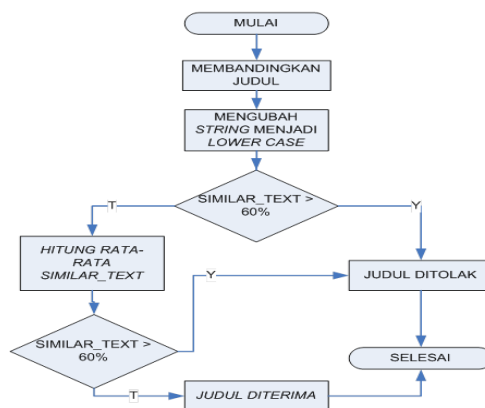 MULAI
MEMBANDINGKAN
JUDUL
MENGUBAH
STRING MENJADI
LOWER CASE
SIMILAR_TEXT >
60%
T
Y
HITUNG RATA-
RATA
SIMILAR_TEXT
JUDUL DITOLAK
Y
SIMILAR_TEXT >
60%
SELESAI
T
JUDUL DITERIMA